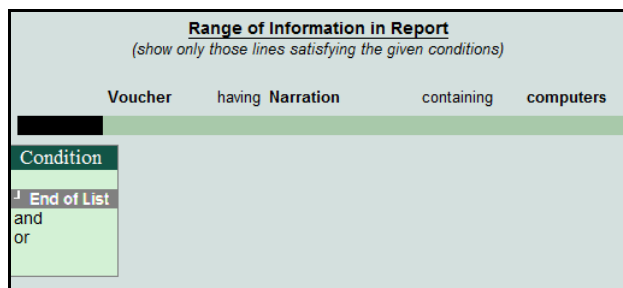 Range of Information in Report
(show only those lines satisfying the given conditions)
Voucher having Narration containing computers
Condition
┘ End of List
and
or